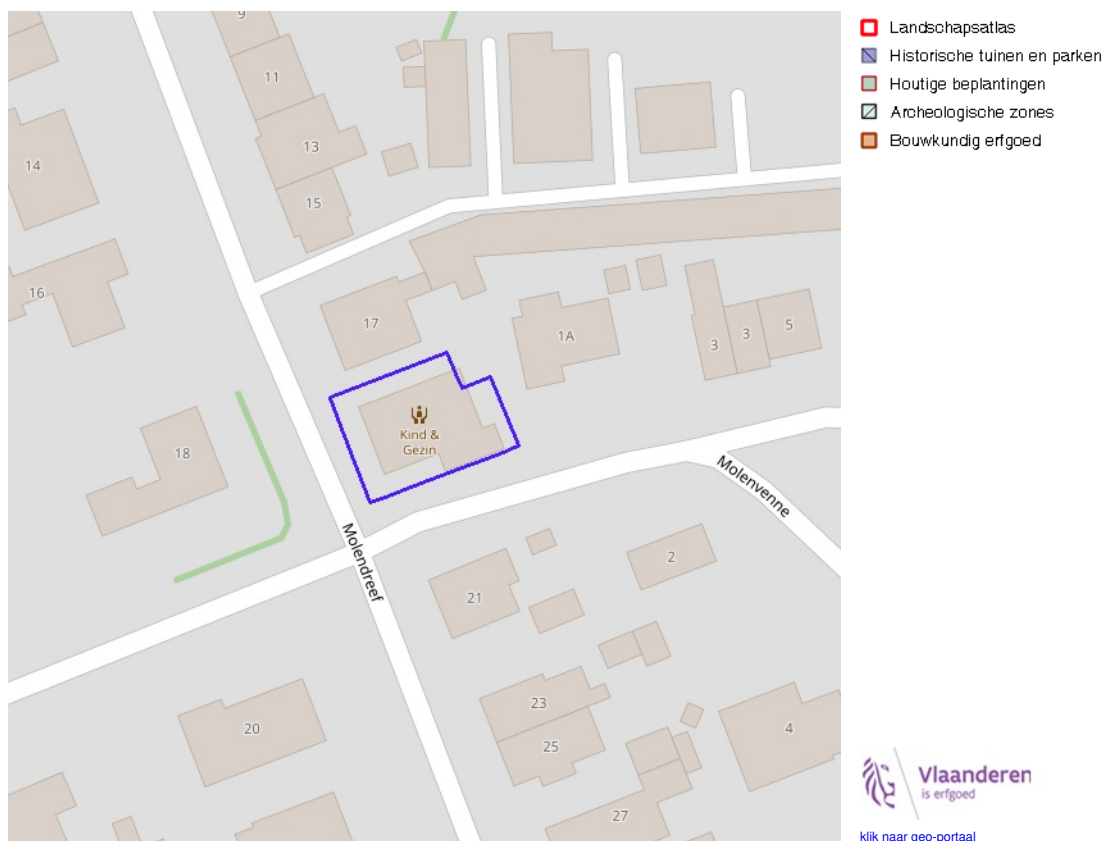 9
11
13
14
15
16
17
1A
3
3
5
Kind &
Gezin
18
Molenvenne
Molendreef
2
21
23
20
25
4
27
Landschapsatlas
Historische tuinen en parken
Houtige beplantingen
Archeologische zones
Bouwkundig erfgoed
Vlaanderen
is erfgoed
klik naar geo-portaal